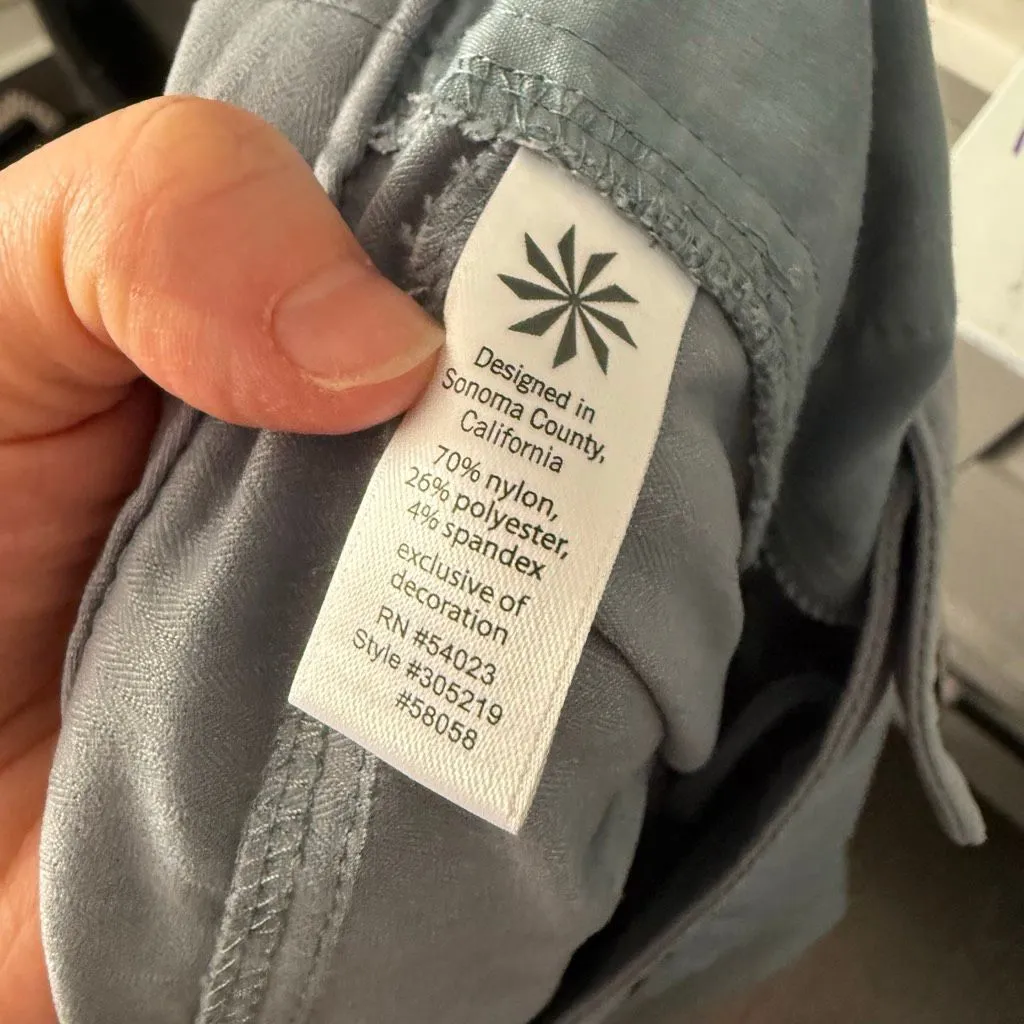 Designed in
Sonoma County,
California
70% nylon,
26% polyester,
4% spandex
exclusive of
decoration
RN #54023
Style #305219
#58058